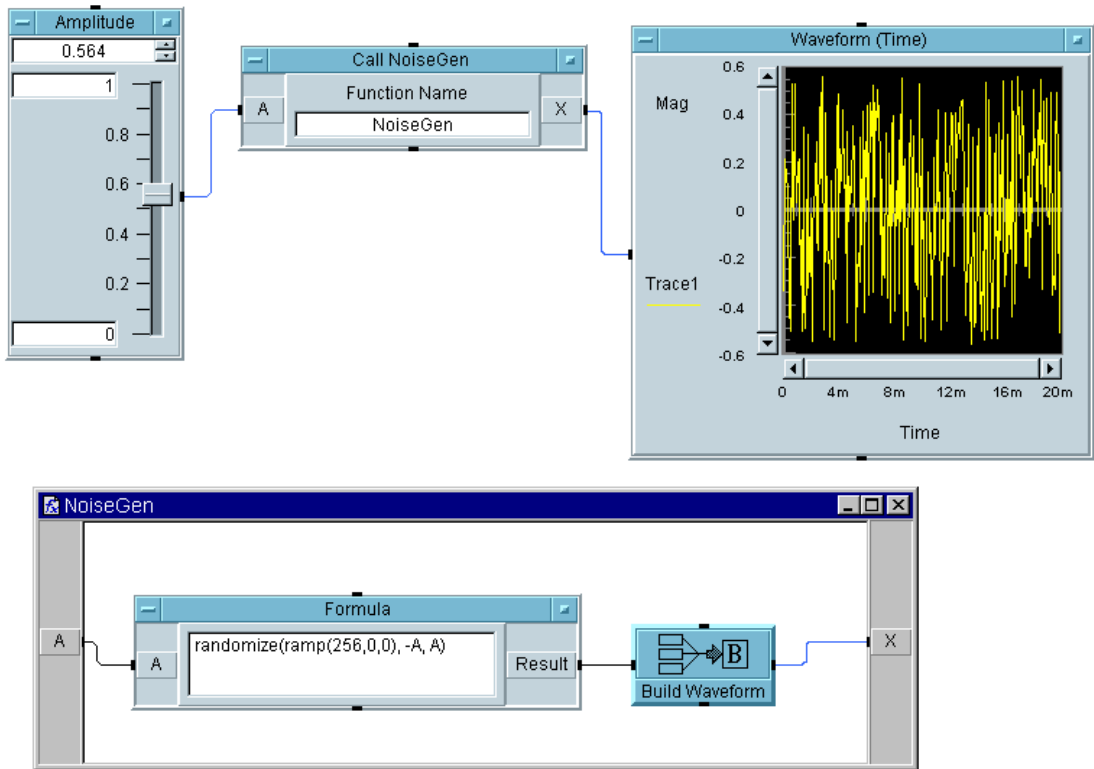 Amplitude
0.564
1
0.8
0.6
0.4
0.2
0
Call NoiseGen
A
Function Name
NoiseGen
X
Waveform (Time)
Mag
Trace1
0.6
0.4
0.2
0
-0.2
-0.4
-0.6
0 4m 8m 12m 16m 20m
Time
NoiseGen
A
Formula
A
randomize(ramp(256,0,0), -A, A)
Result
B
Build Waveform
X